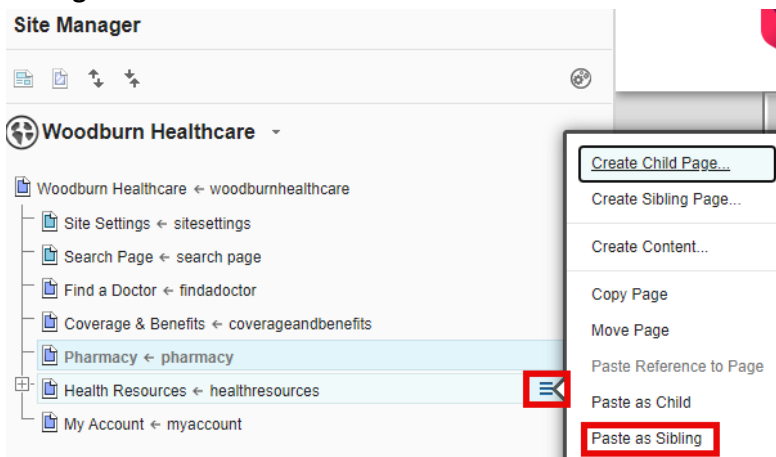 Site Manager
Woodburn Healthcare
Woodburn Healthcare ← woodburnhealthcare
Site Settings ← sitesettings
Search Page ← search page
Find a Doctor ← findadoctor
Coverage & Benefits ← coverageandbenefits
Pharmacy ← pharmacy
Health Resources ← healthresources
My Account ← myaccount
Create Child Page...
Create Sibling Page...
Create Content...
Copy Page
Move Page
Paste Reference to Page
Paste as Child
Paste as Sibling